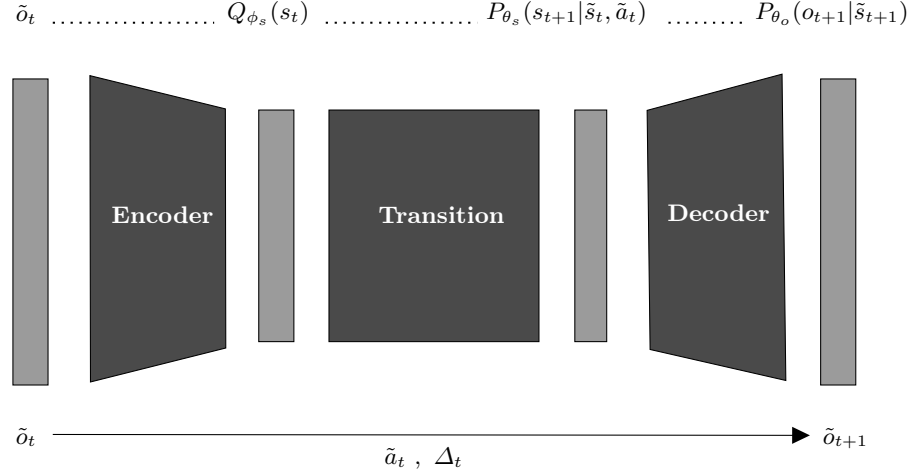 õ_t ........................ Q_{ϕ_s}(s_t) ................... P_{θ_s}(s_{t+1}|s̃_t, ã_t) ........... P_{θ_o}(o_{t+1}|s̃_{t+1})
Encoder Transition Decoder
õ_t õ_{t+1}
ã_t , Δ_t